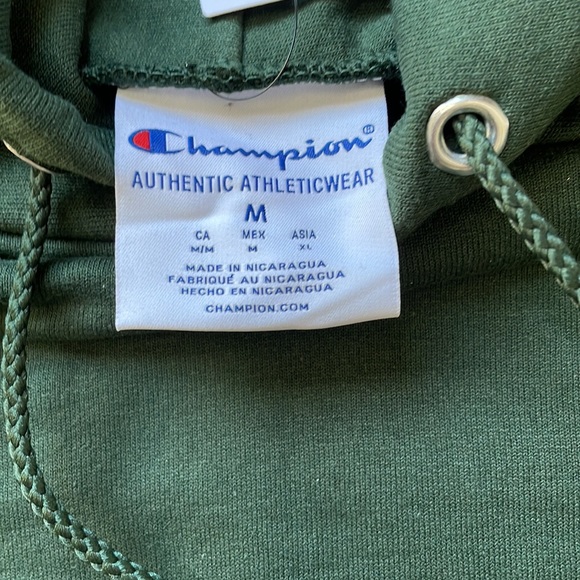 Champion®
AUTHENTIC ATHLETICWEAR
M
CA MEX ASIA
M/M M XL
MADE IN NICARAGUA
FABRIQUÉ AU NICARAGUA
HECHO EN NICARAGUA
CHAMPION.COM